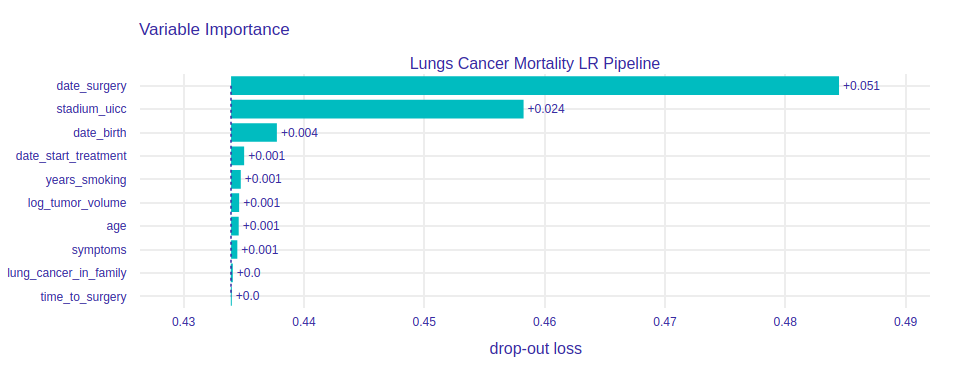 Variable Importance
Lungs Cancer Mortality LR Pipeline
date_surgery +0.051
stadium_uicc +0.024
date_birth +0.004
date_start_treatment +0.001
years_smoking +0.001
log_tumor_volume +0.001
age +0.001
symptoms +0.001
lung_cancer_in_family +0.0
time_to_surgery +0.0
0.43 0.44 0.45 0.46 0.47 0.48 0.49
drop-out loss